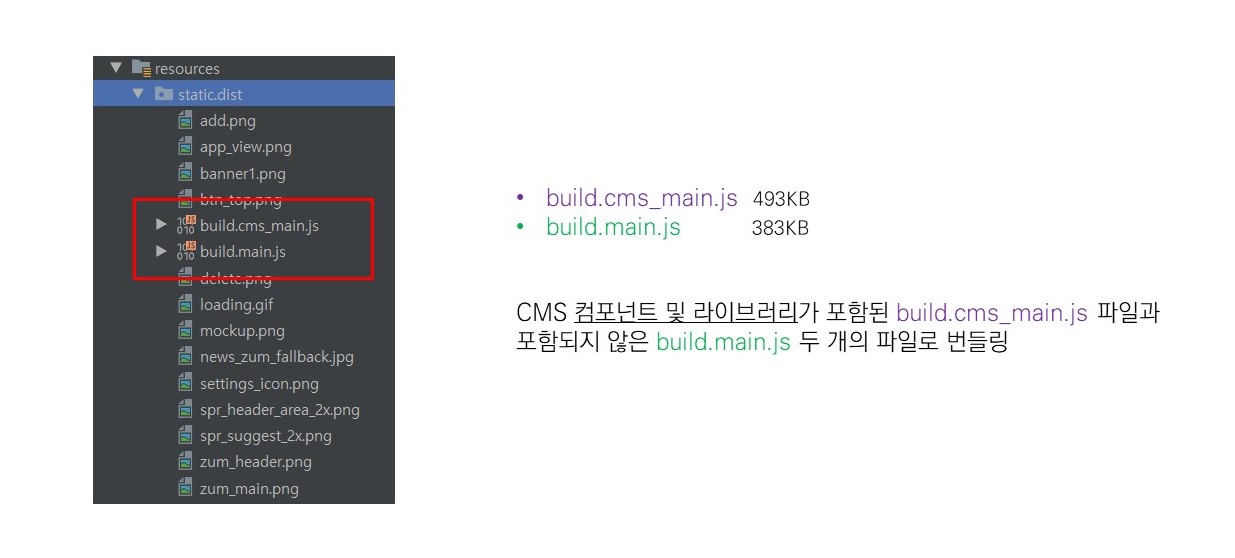 resources
static.dist
add.png
app_view.png
banner1.png
btn_top.png
build.cms_main.js
build.main.js
delete.png
loading.gif
mockup.png
news_zum_fallback.jpg
settings_icon.png
spr_header_area_2x.png
spr_suggest_2x.png
zum_header.png
zum_main.png
• build.cms_main.js 493KB
• build.main.js 383KB
CMS 컴포넌트 및 라이브러리가 포함된 build.cms_main.js 파일과
포함되지 않은 build.main.js 두 개의 파일로 번들링